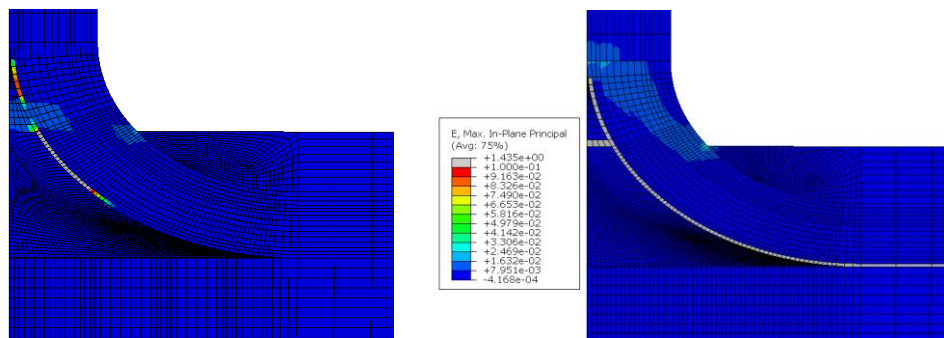 E, Max. In-Plane Principal
(Avg: 75%)
+1.435e+00
+1.000e-01
+9.163e-02
+8.326e-02
+7.490e-02
+6.653e-02
+5.816e-02
+4.979e-02
+4.142e-02
+3.306e-02
+2.469e-02
+1.632e-02
+7.951e-03
-4.168e-04